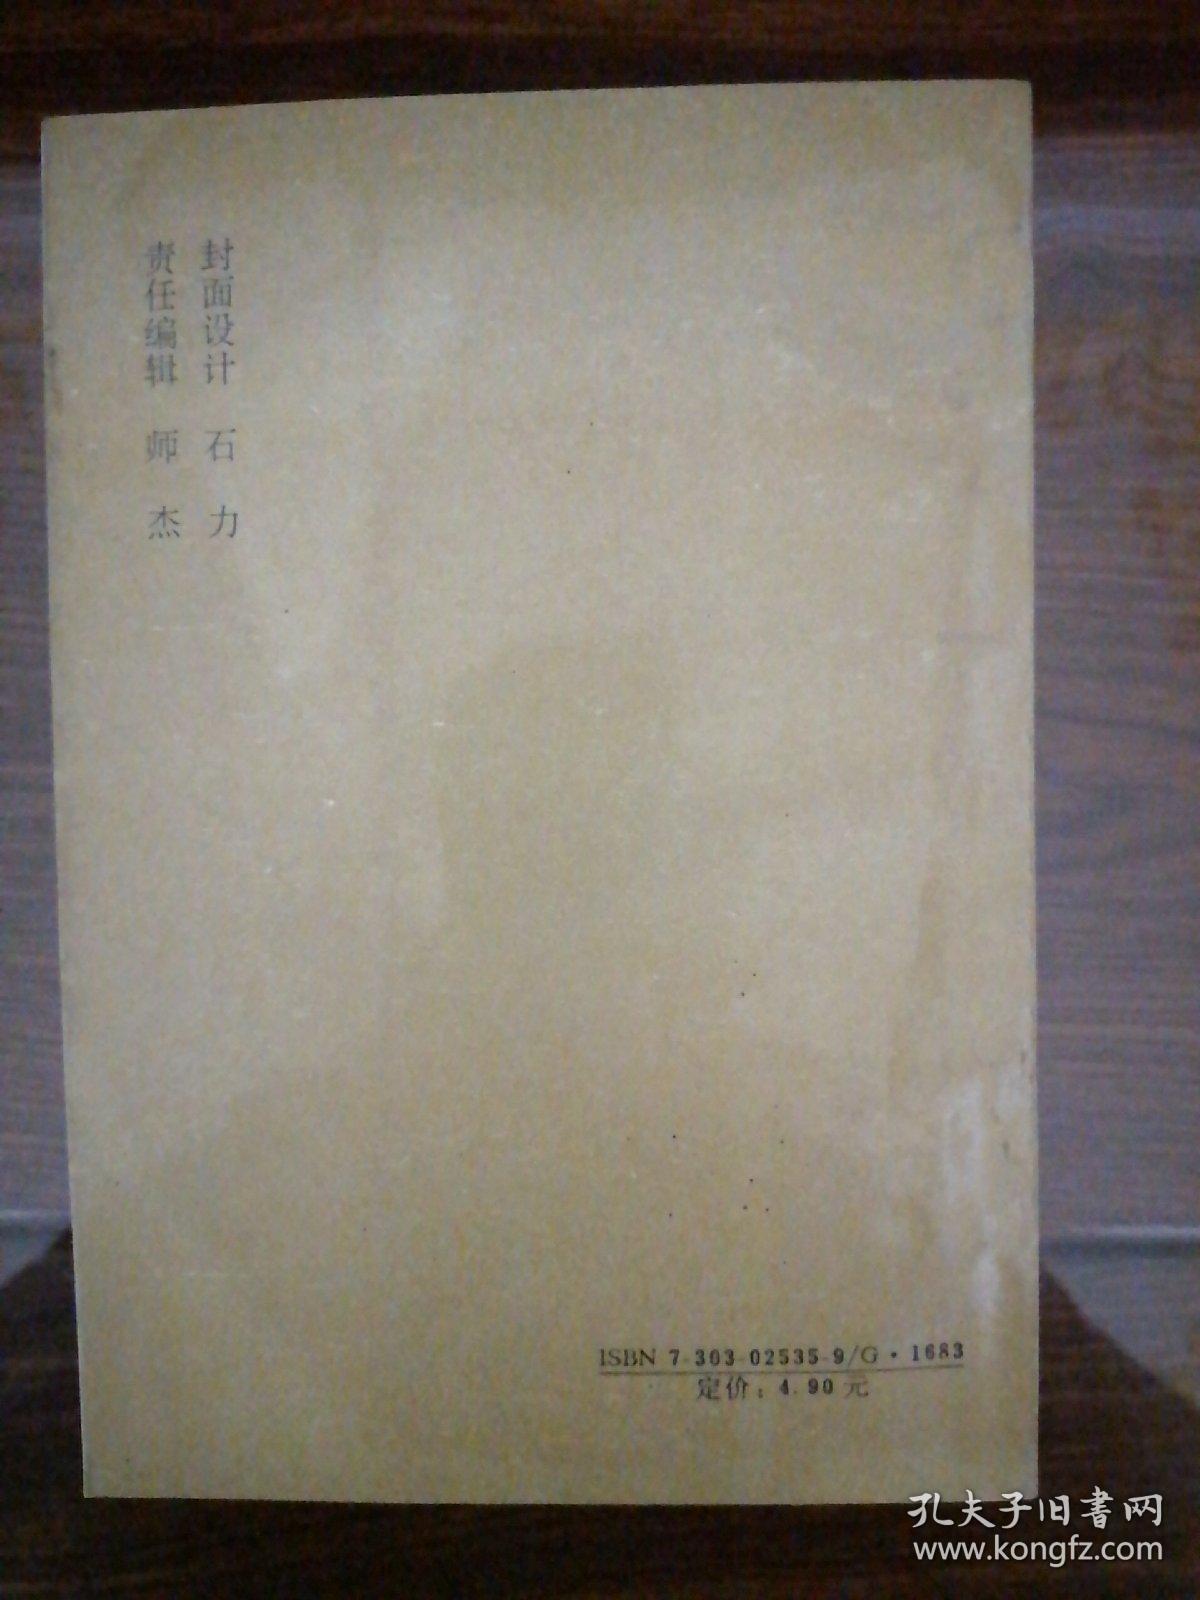 封面设计 石力
责任编辑 师杰
ISBN 7-303-02535-9/G·1683
定价：4.90元
孔夫子旧書网
www.kongfz.com